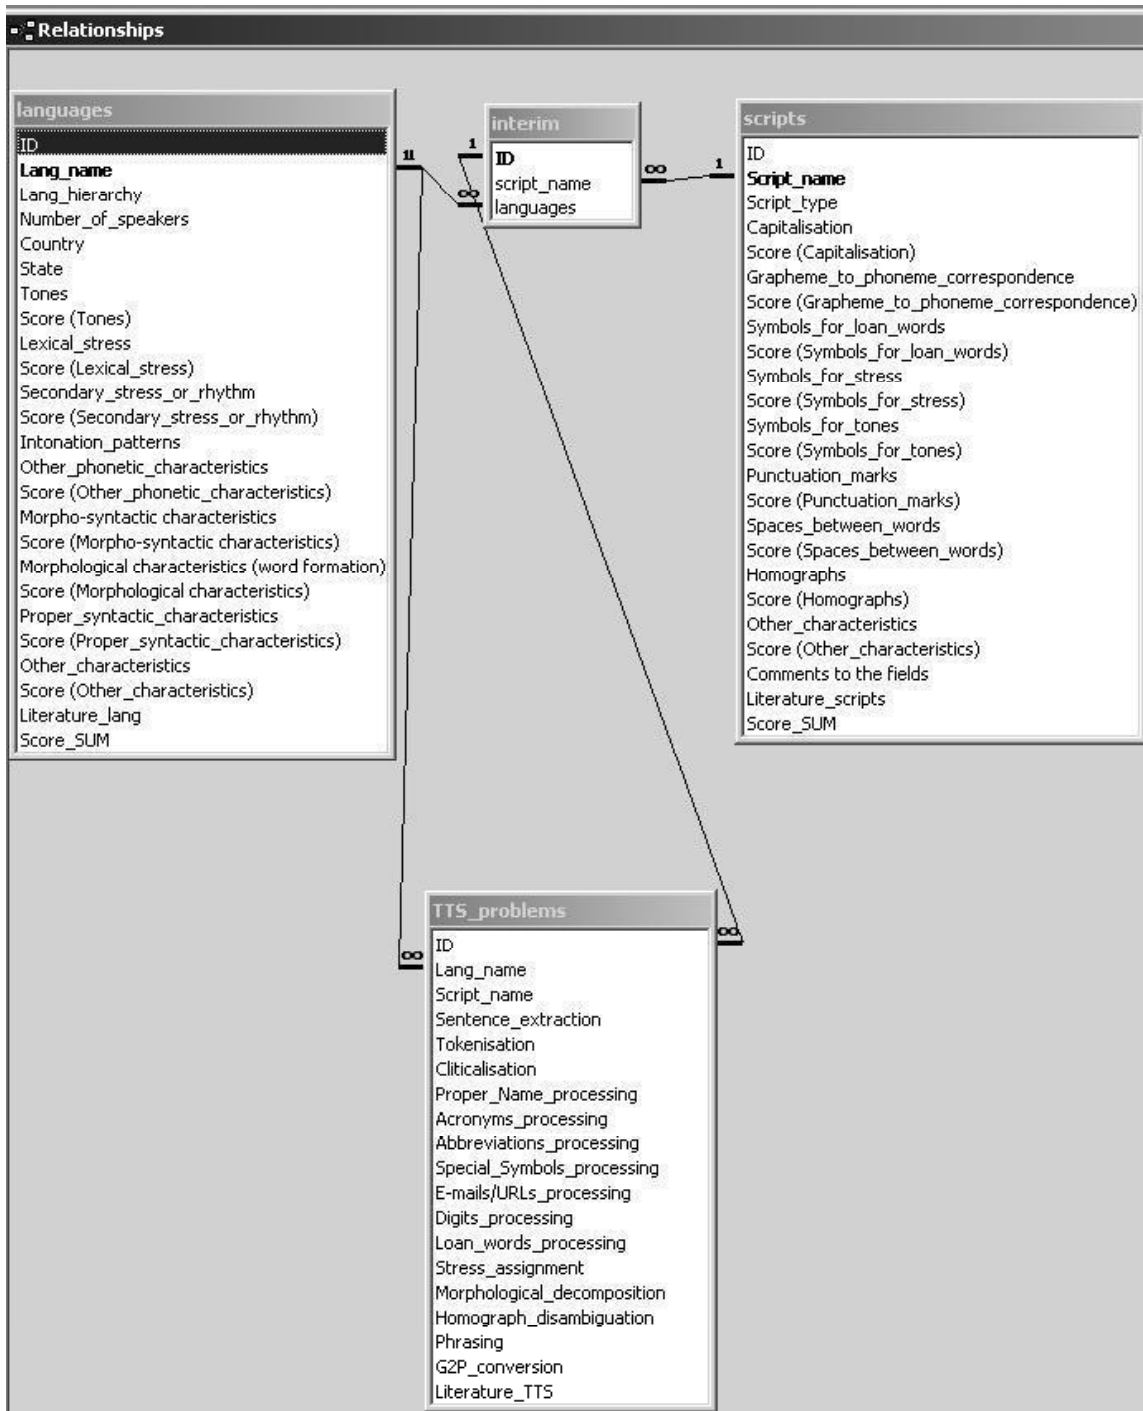 Relationships
languages
ID
Lang_name
Lang_hierarchy
Number_of_speakers
Country
State
Tones
Score (Tones)
Lexical_stress
Score (Lexical_stress)
Secondary_stress_or_rhythm
Score (Secondary_stress_or_rhythm)
Intonation_patterns
Other_phonetic_characteristics
Score (Other_phonetic_characteristics)
Morpho-syntactic characteristics
Score (Morpho-syntactic characteristics)
Morphological characteristics (word formation)
Score (Morphological characteristics)
Proper_syntactic_characteristics
Score (Proper_syntactic_characteristics)
Other_characteristics
Score (Other_characteristics)
Literature_lang
Score_SUM
11
∞
1
interim
ID
script_name
languages
∞
1
scripts
ID
Script_name
Script_type
Capitalisation
Score (Capitalisation)
Grapheme_to_phoneme_correspondence
Score (Grapheme_to_phoneme_correspondence)
Symbols_for_loan_words
Score (Symbols_for_loan_words)
Symbols_for_stress
Score (Symbols_for_stress)
Symbols_for_tones
Score (Symbols_for_tones)
Punctuation_marks
Score (Punctuation_marks)
Spaces_between_words
Score (Spaces_between_words)
Homographs
Score (Homographs)
Other_characteristics
Score (Other_characteristics)
Comments to the fields
Literature_scripts
Score_SUM
∞
TTS_problems
ID
Lang_name
Script_name
Sentence_extraction
Tokenisation
Cliticalisation
Proper_Name_processing
Acronyms_processing
Abbreviations_processing
Special_Symbols_processing
E-mails/URLs_processing
Digits_processing
Loan_words_processing
Stress_assignment
Morphological_decomposition
Homograph_disambiguation
Phrasing
G2P_conversion
Literature_TTS
∞